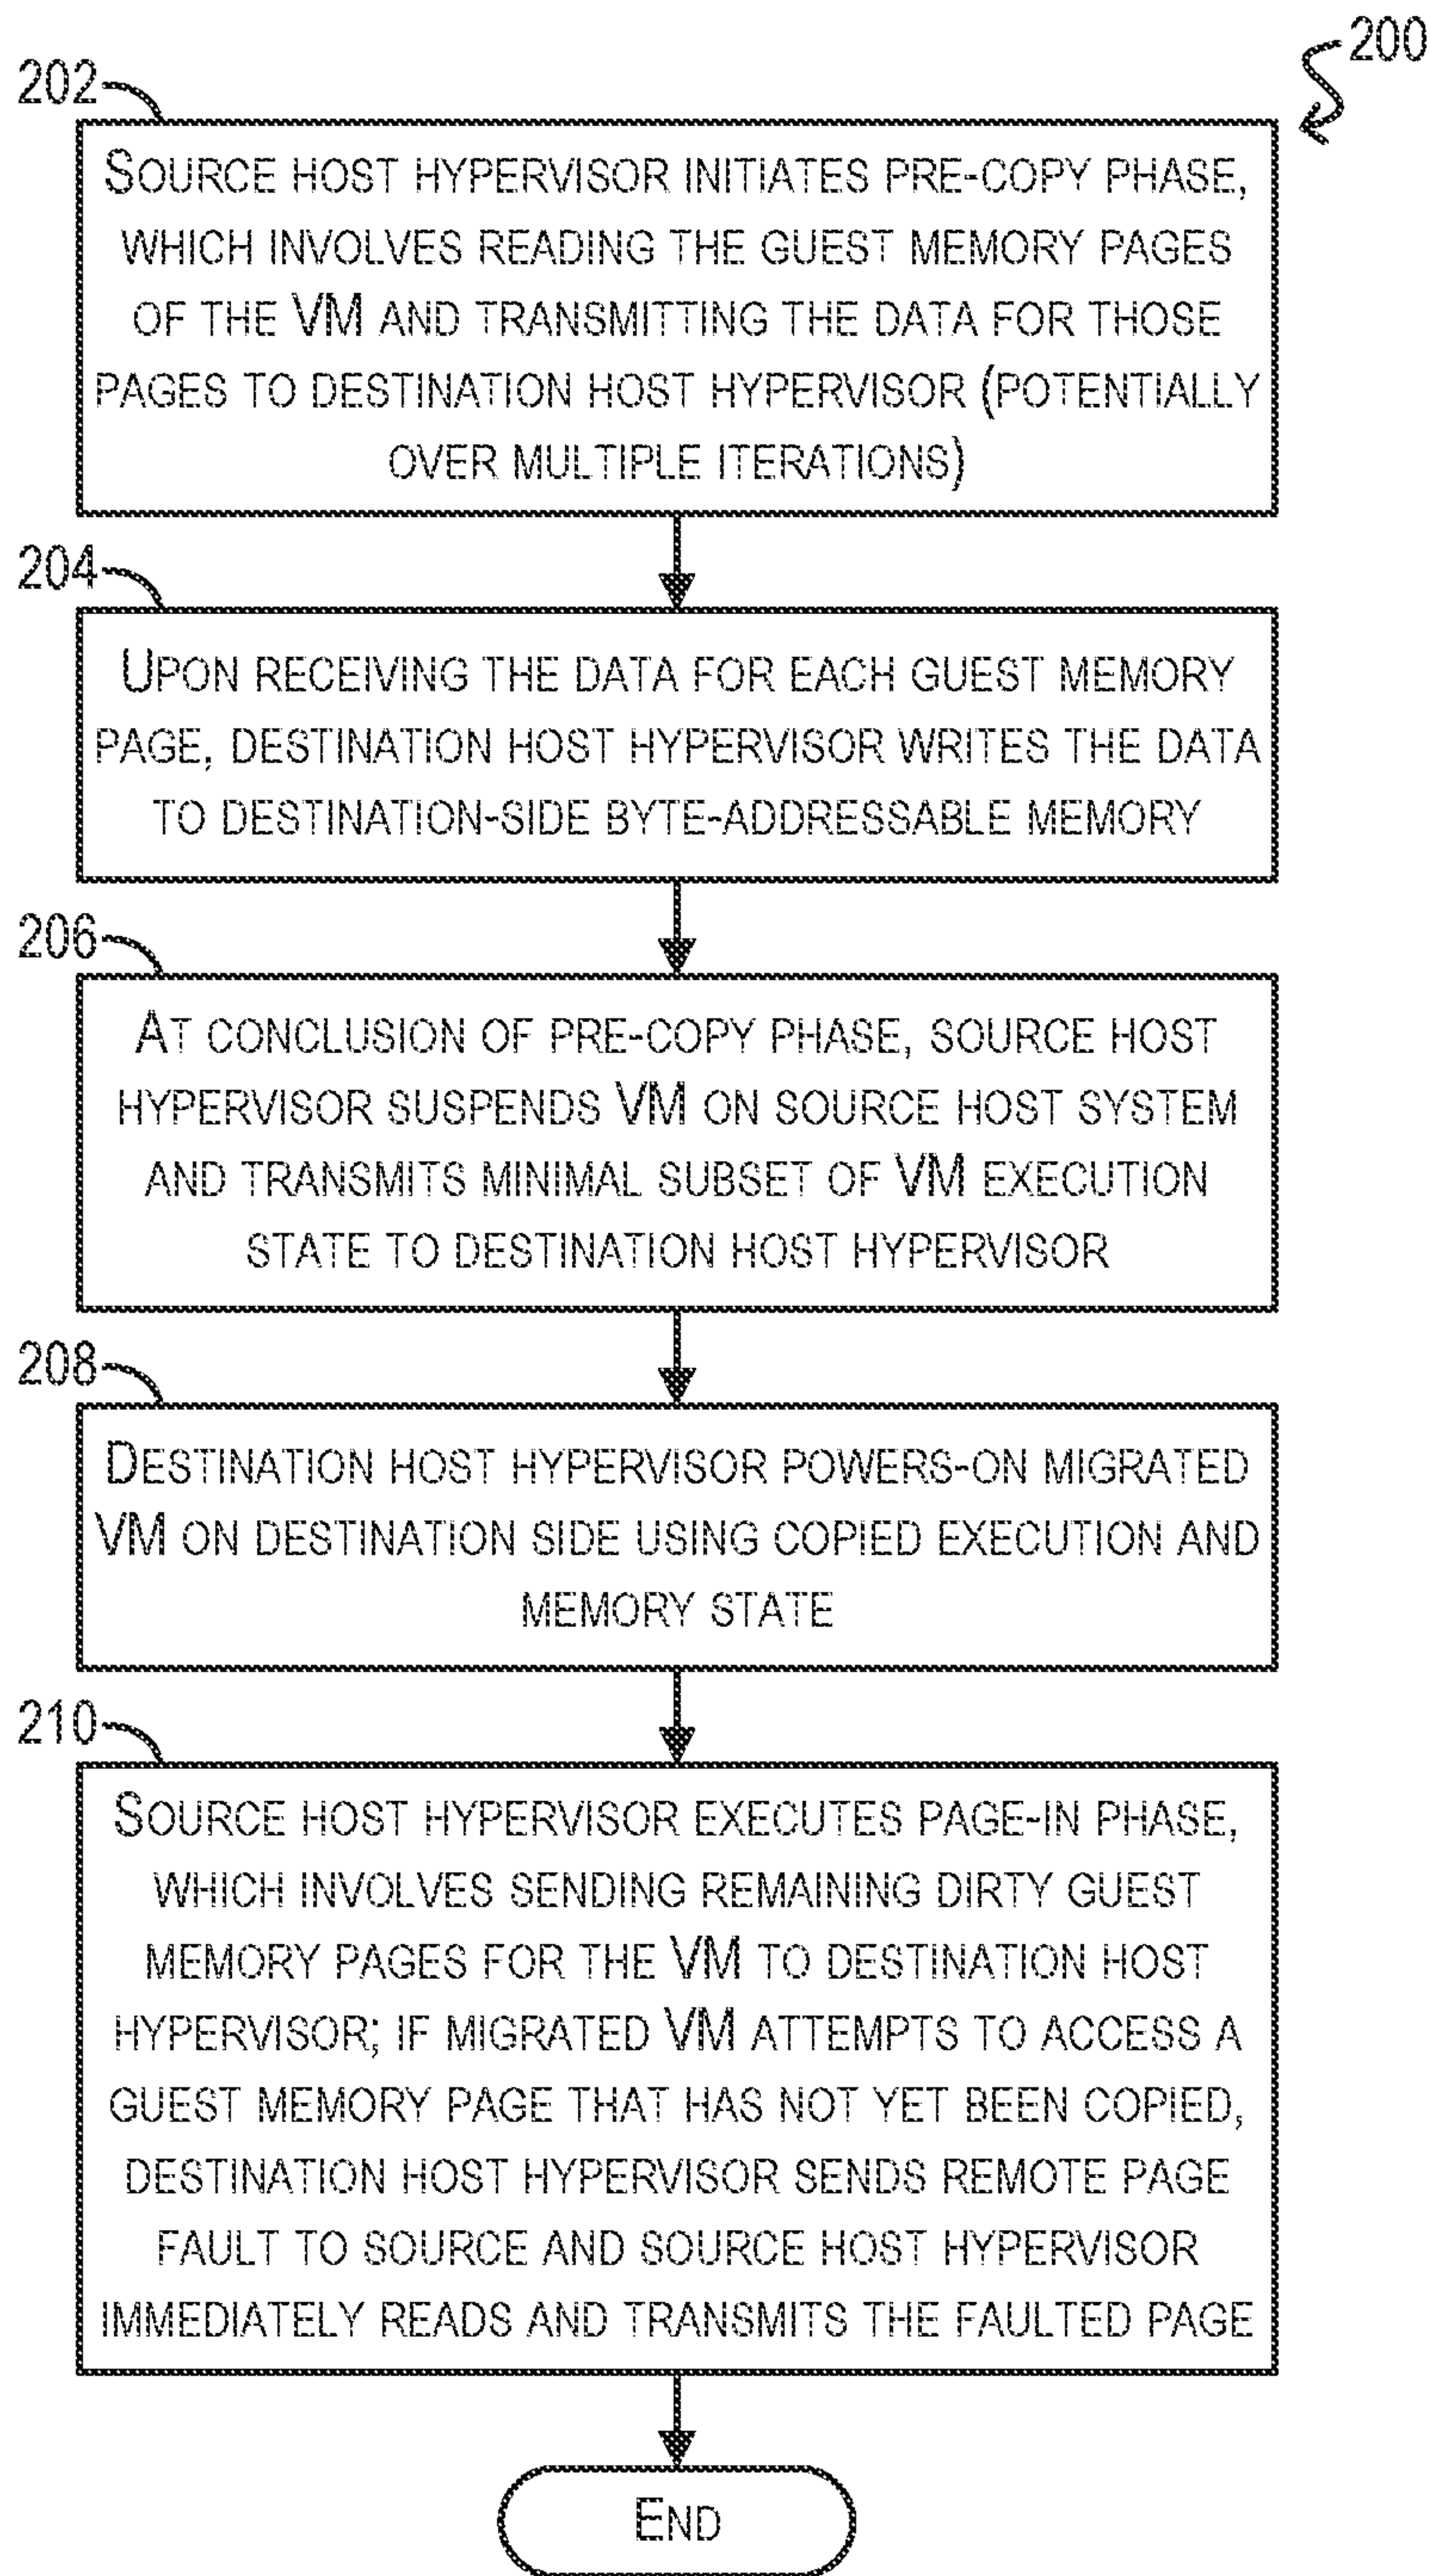 200
202
SOURCE HOST HYPERVISOR INITIATES PRE-COPY PHASE,
WHICH INVOLVES READING THE GUEST MEMORY PAGES
OF THE VM AND TRANSMITTING THE DATA FOR THOSE
PAGES TO DESTINATION HOST HYPERVISOR (POTENTIALLY
OVER MULTIPLE ITERATIONS)
204
UPON RECEIVING THE DATA FOR EACH GUEST MEMORY
PAGE, DESTINATION HOST HYPERVISOR WRITES THE DATA
TO DESTINATION-SIDE BYTE-ADDRESSABLE MEMORY
206
AT CONCLUSION OF PRE-COPY PHASE, SOURCE HOST
HYPERVISOR SUSPENDS VM ON SOURCE HOST SYSTEM
AND TRANSMITS MINIMAL SUBSET OF VM EXECUTION
STATE TO DESTINATION HOST HYPERVISOR
208
DESTINATION HOST HYPERVISOR POWERS-ON MIGRATED
VM ON DESTINATION SIDE USING COPIED EXECUTION AND
MEMORY STATE
210
SOURCE HOST HYPERVISOR EXECUTES PAGE-IN PHASE,
WHICH INVOLVES SENDING REMAINING DIRTY GUEST
MEMORY PAGES FOR THE VM TO DESTINATION HOST
HYPERVISOR; IF MIGRATED VM ATTEMPTS TO ACCESS A
GUEST MEMORY PAGE THAT HAS NOT YET BEEN COPIED,
DESTINATION HOST HYPERVISOR SENDS REMOTE PAGE
FAULT TO SOURCE AND SOURCE HOST HYPERVISOR
IMMEDIATELY READS AND TRANSMITS THE FAULTED PAGE
END